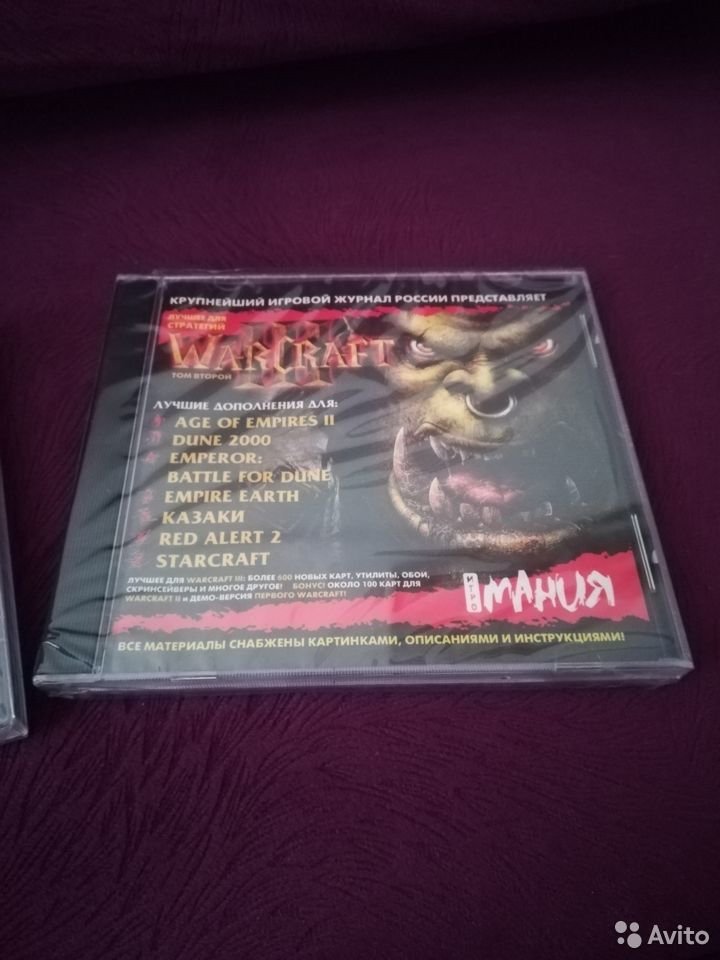 КРУПНЕЙШИЙ ИГРОВОЙ ЖУРНАЛ РОССИИ ПРЕДСТАВЛЯЕТ
ЛУЧШЕЕ ДЛЯ
СТРАТЕГИЙ
III
WARCRAFT
ТОМ ВТОРОЙ
ЛУЧШИЕ ДОПОЛНЕНИЯ ДЛЯ:
AGE OF EMPIRES II
DUNE 2000
EMPEROR:
BATTLE FOR DUNE
EMPIRE EARTH
КАЗАКИ
RED ALERT 2
STARCRAFT
ЛУЧШЕЕ ДЛЯ WARCRAFT III: БОЛЕЕ 600 НОВЫХ КАРТ, УТИЛИТЫ, ОБОИ,
СКРИНСЕЙВЕРЫ И МНОГОЕ ДРУГОЕ! БОНУС! ОКОЛО 100 КАРТ ДЛЯ
WARCRAFT II и ДЕМО-ВЕРСИЯ ПЕРВОГО WARCRAFT!
ИГРО
МАНИЯ
ВСЕ МАТЕРИАЛЫ СНАБЖЕНЫ КАРТИНКАМИ, ОПИСАНИЯМИ И ИНСТРУКЦИЯМИ!
Avito